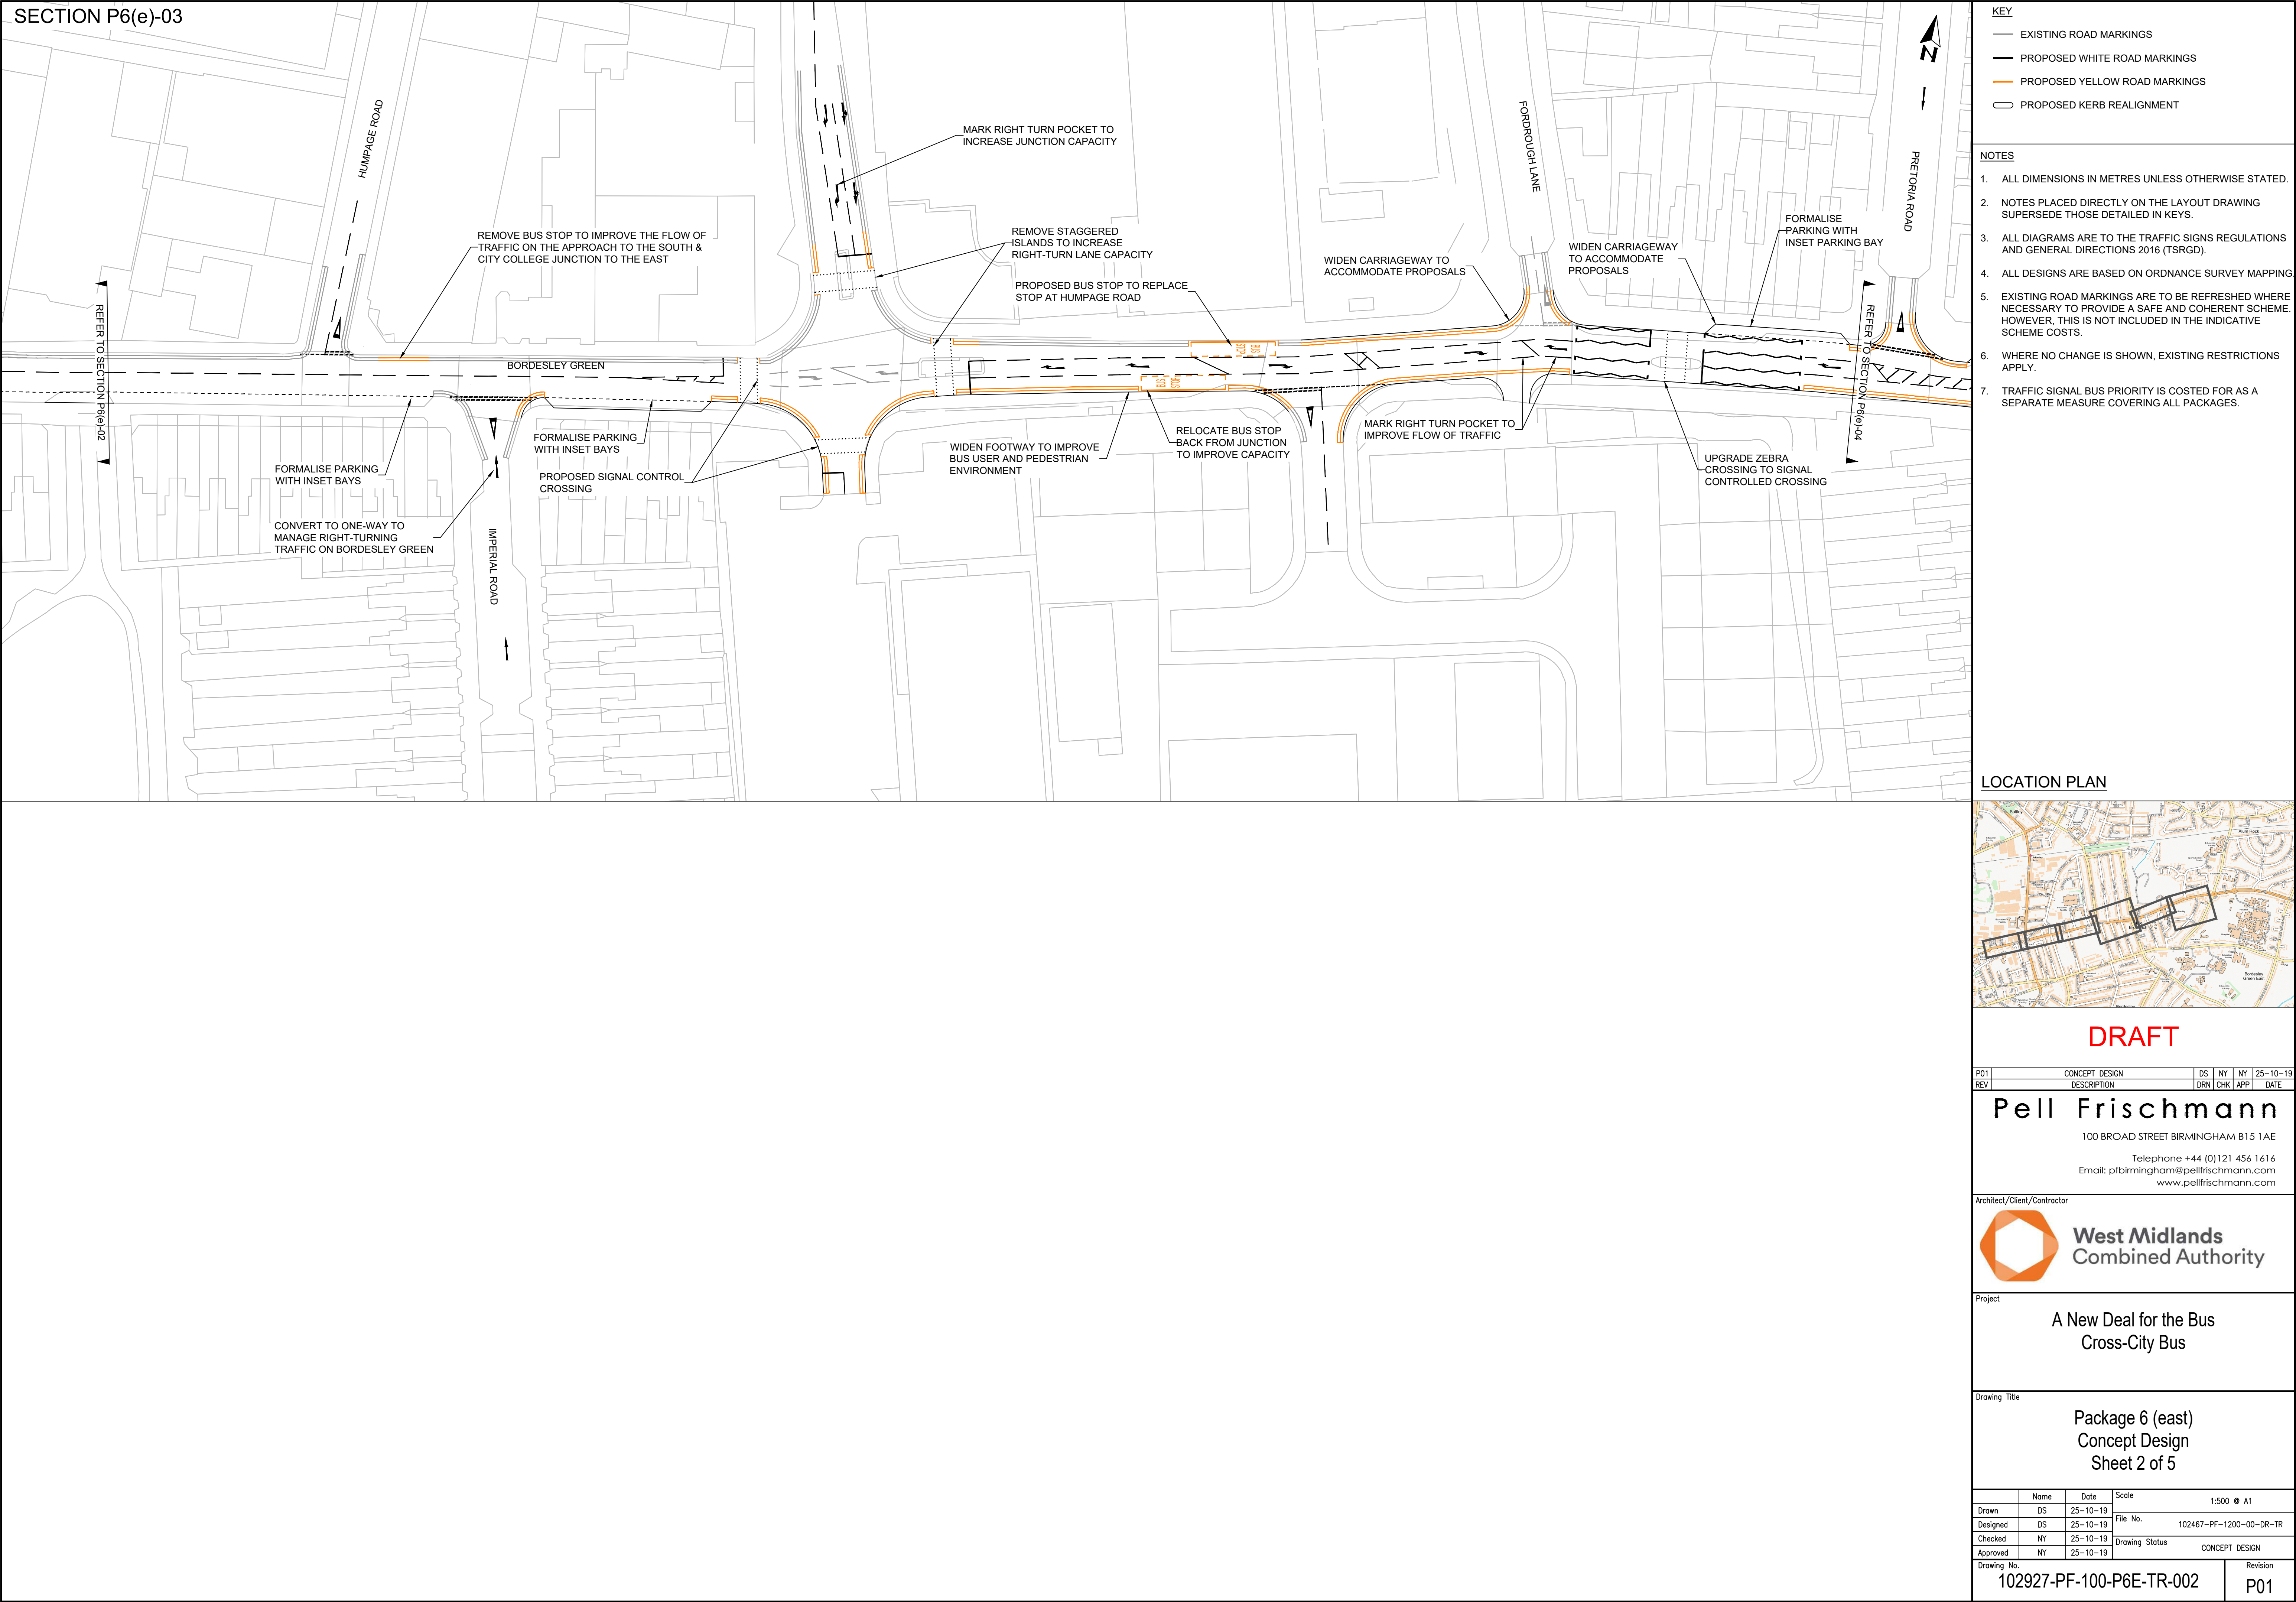 SECTION P6(e)-03
HUMPAGE ROAD
MARK RIGHT TURN POCKET TO
INCREASE JUNCTION CAPACITY
FORDROUGH LANE
PRETORIA ROAD
N
REMOVE BUS STOP TO IMPROVE THE FLOW OF
TRAFFIC ON THE APPROACH TO THE SOUTH &
CITY COLLEGE JUNCTION TO THE EAST
REMOVE STAGGERED
ISLANDS TO INCREASE
RIGHT-TURN LANE CAPACITY
PROPOSED BUS STOP TO REPLACE
STOP AT HUMPAGE ROAD
WIDEN CARRIAGEWAY TO
ACCOMMODATE PROPOSALS
WIDEN CARRIAGEWAY
TO ACCOMMODATE
PROPOSALS
FORMALISE
PARKING WITH
INSET PARKING BAY
REFER TO SECTION P6(e)-02
REFER TO SECTION P6(e)-04
BORDESLEY GREEN
BUS
STOP
BUS
STOP
FORMALISE PARKING
WITH INSET BAYS
CONVERT TO ONE-WAY TO
MANAGE RIGHT-TURNING
TRAFFIC ON BORDESLEY GREEN
IMPERIAL ROAD
FORMALISE PARKING
WITH INSET BAYS
PROPOSED SIGNAL CONTROL
CROSSING
WIDEN FOOTWAY TO IMPROVE
BUS USER AND PEDESTRIAN
ENVIRONMENT
RELOCATE BUS STOP
BACK FROM JUNCTION
TO IMPROVE CAPACITY
MARK RIGHT TURN POCKET TO
IMPROVE FLOW OF TRAFFIC
UPGRADE ZEBRA
CROSSING TO SIGNAL
CONTROLLED CROSSING
KEY
EXISTING ROAD MARKINGS
PROPOSED WHITE ROAD MARKINGS
PROPOSED YELLOW ROAD MARKINGS
PROPOSED KERB REALIGNMENT
NOTES
1. ALL DIMENSIONS IN METRES UNLESS OTHERWISE STATED.
2. NOTES PLACED DIRECTLY ON THE LAYOUT DRAWING
SUPERSEDE THOSE DETAILED IN KEYS.
3. ALL DIAGRAMS ARE TO THE TRAFFIC SIGNS REGULATIONS
AND GENERAL DIRECTIONS 2016 (TSRGD).
4. ALL DESIGNS ARE BASED ON ORDNANCE SURVEY MAPPING.
5. EXISTING ROAD MARKINGS ARE TO BE REFRESHED WHERE
NECESSARY TO PROVIDE A SAFE AND COHERENT SCHEME.
HOWEVER, THIS IS NOT INCLUDED IN THE INDICATIVE
SCHEME COSTS.
6. WHERE NO CHANGE IS SHOWN, EXISTING RESTRICTIONS
APPLY.
7. TRAFFIC SIGNAL BUS PRIORITY IS COSTED FOR AS A
SEPARATE MEASURE COVERING ALL PACKAGES.
LOCATION PLAN
Alum Rock
Bordesley
Green East
DRAFT
P01 CONCEPT DESIGN DS NY NY 25-10-19
REV DESCRIPTION DRN CHK APP DATE
Pell Frischmann
100 BROAD STREET BIRMINGHAM B15 1AE
Telephone +44 (0)121 456 1616
Email: pfbirmingham@pellfrischmann.com
www.pellfrischmann.com
Architect/Client/Contractor
West Midlands
Combined Authority
Project
A New Deal for the Bus
Cross-City Bus
Drawing Title
Package 6 (east)
Concept Design
Sheet 2 of 5
Name Date Scale 1:500 @ A1
Drawn DS 25-10-19
Designed DS 25-10-19 File No. 102467-PF-1200-00-DR-TR
Checked NY 25-10-19 Drawing Status CONCEPT DESIGN
Approved NY 25-10-19
Drawing No. Revision
102927-PF-100-P6E-TR-002 P01